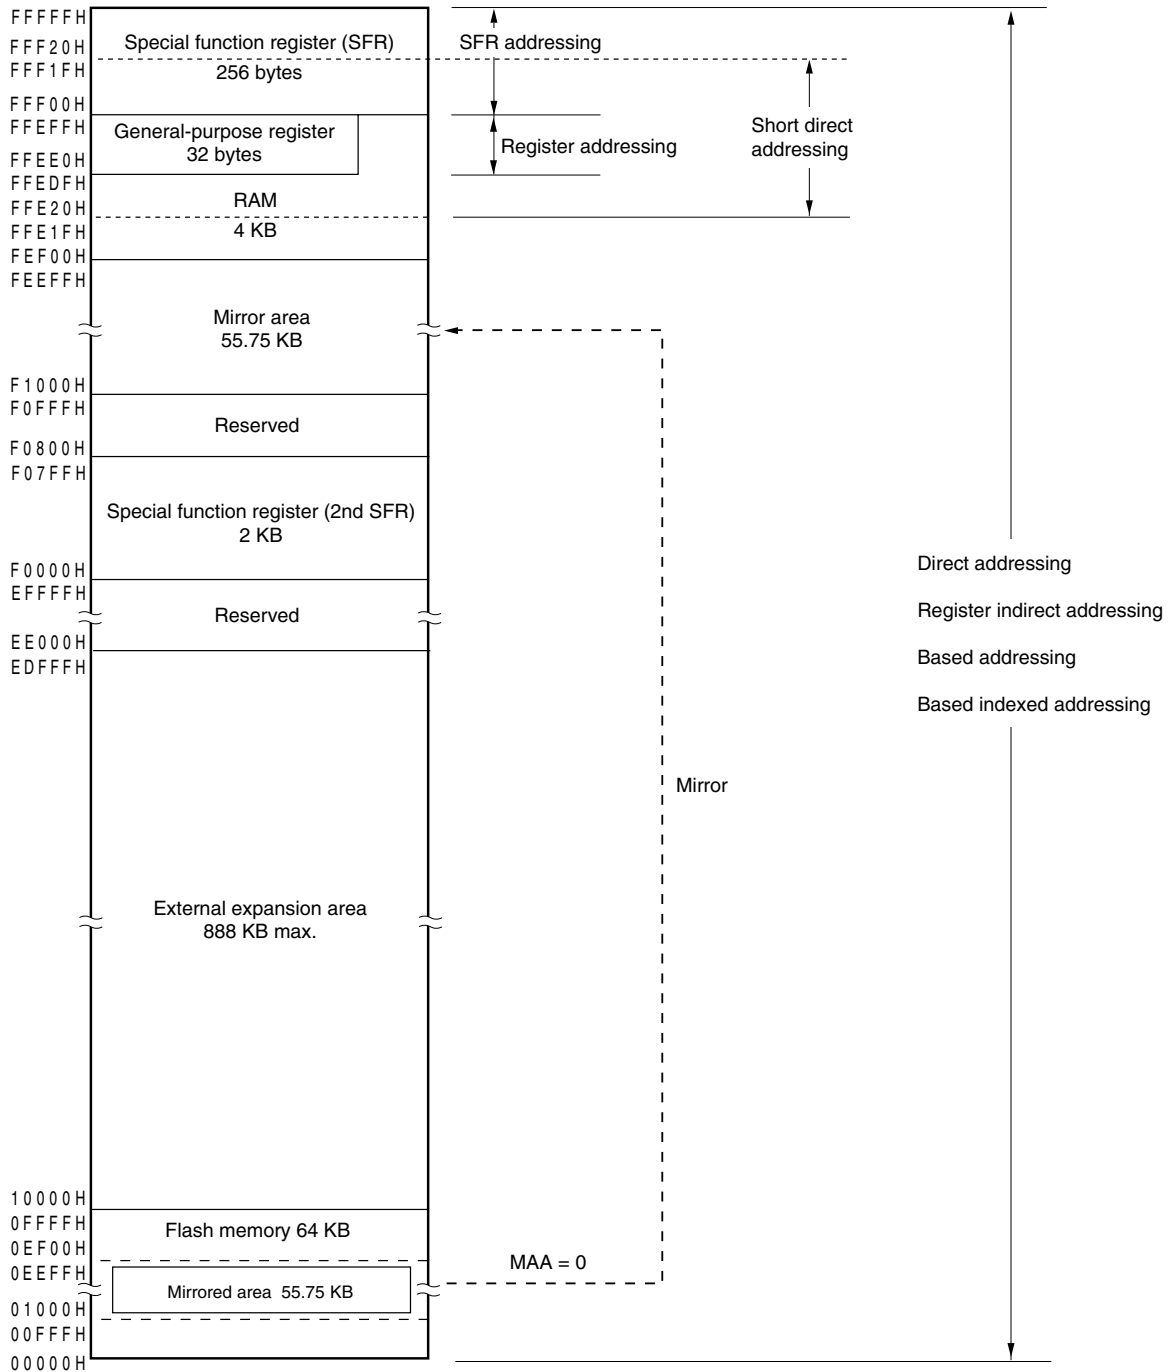 FFFFFH
FFF20H
Special function register (SFR)
SFR addressing
FFF1FH
256 bytes
FFF00H
FFEFFH
General-purpose register
32 bytes
Register addressing
Short direct
addressing
FFEE0H
FFEDFH
RAM
FFE20H
FFE1FH
4 KB
FEF00H
FEEFFH
Mirror area
55.75 KB
F1000H
F0FFFH
Reserved
F0800H
F07FFH
Special function register (2nd SFR)
2 KB
F0000H
EFFFFH
Reserved
EE000H
EDFFFH
Direct addressing
Register indirect addressing
Based addressing
Based indexed addressing
Mirror
External expansion area
888 KB max.
10000H
0FFFFH
Flash memory 64 KB
0EF00H
0EEFFH
MAA = 0
Mirrored area 55.75 KB
01000H
00FFFH
00000H